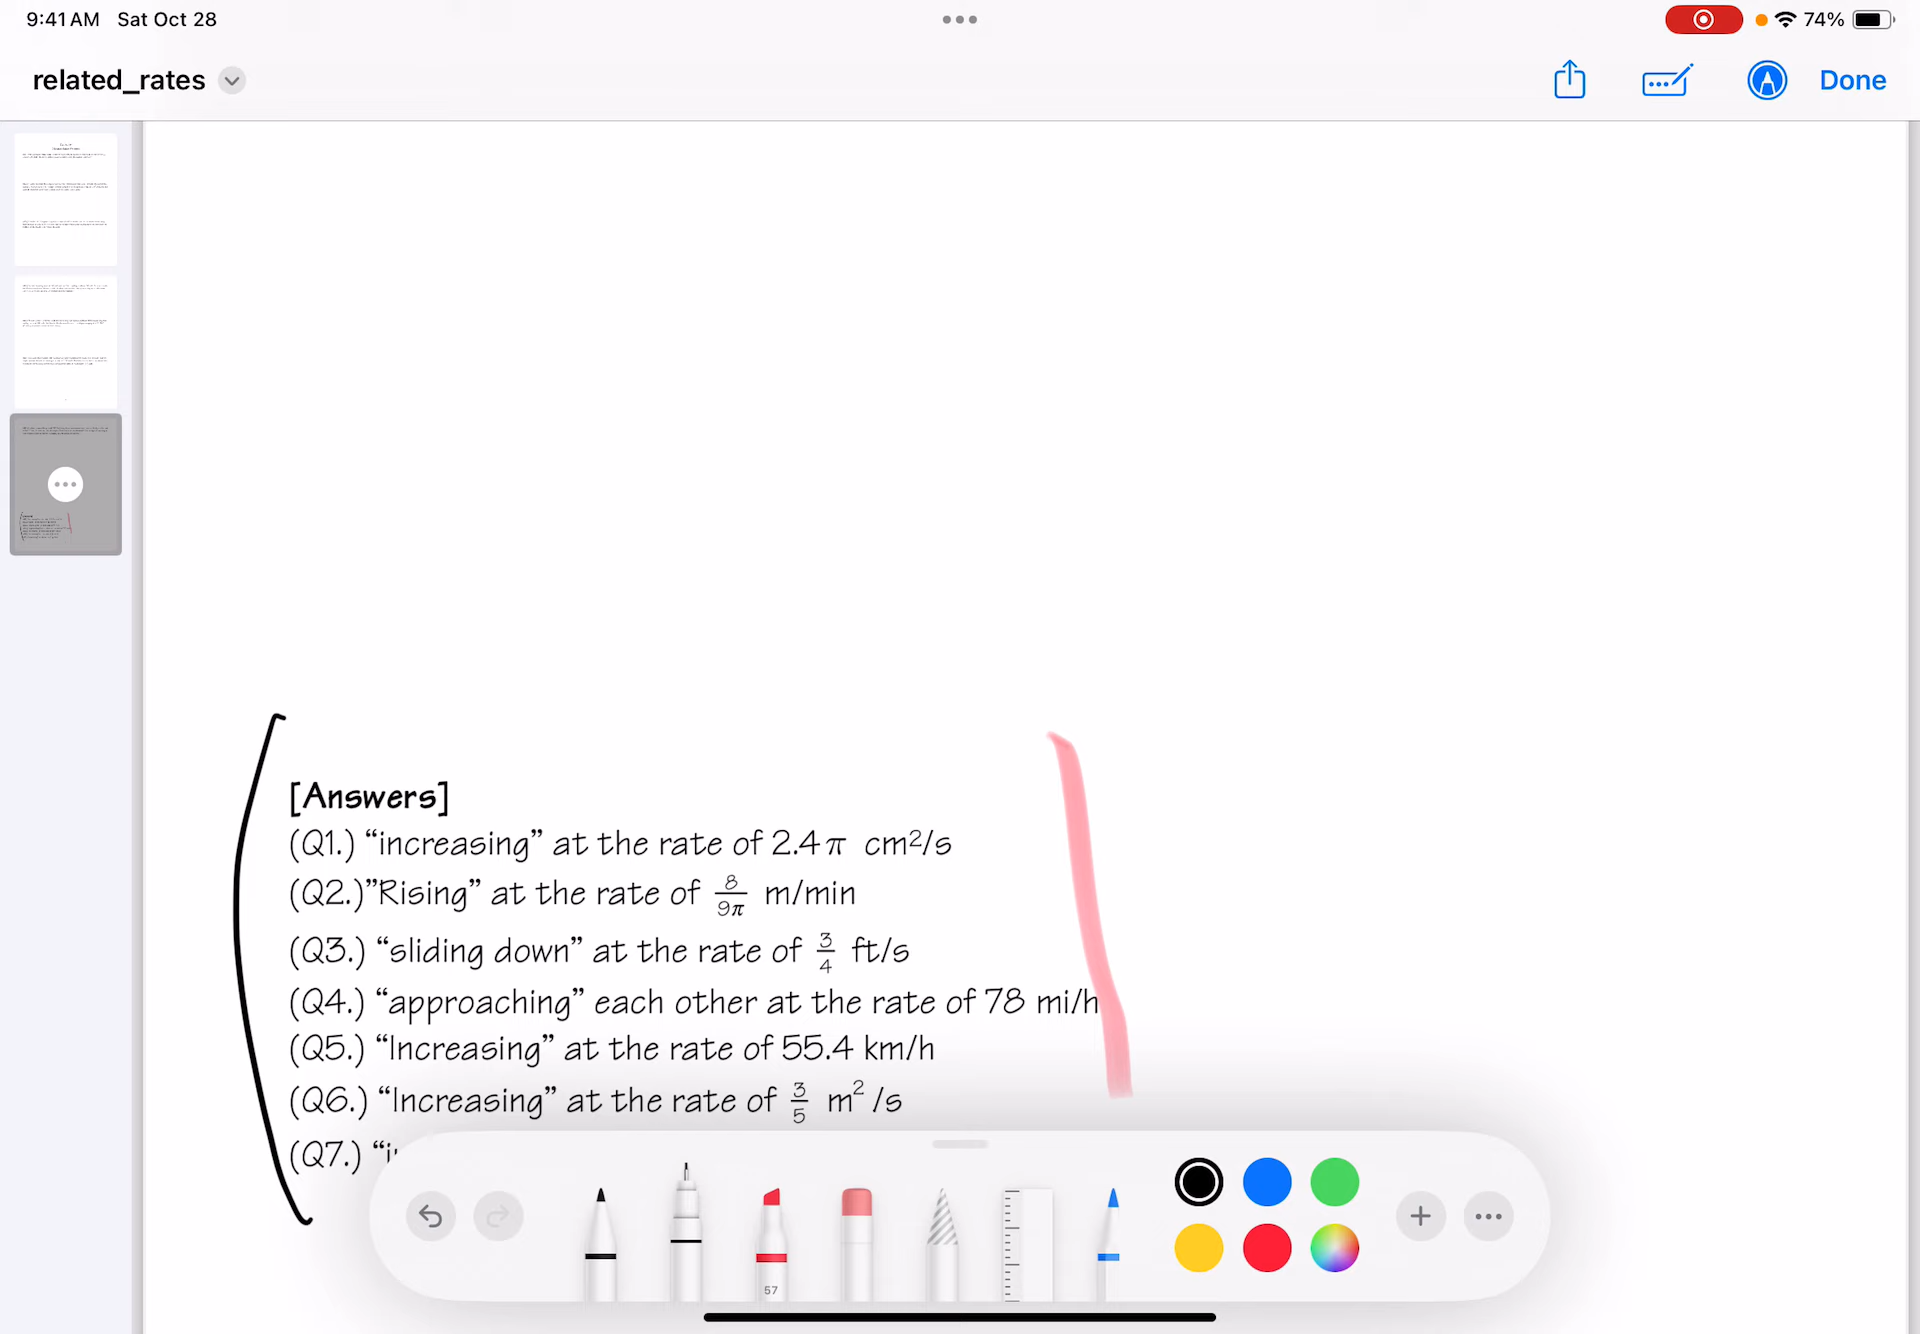 9:41 AM Sat Oct 28
74%
related_rates
Done
[Answers]
(Q1.) “increasing” at the rate of 2.4π cm²/s
(Q2.)”Rising” at the rate of 8/9π m/min
(Q3.) “sliding down” at the rate of 3/4 ft/s
(Q4.) “approaching” each other at the rate of 78 mi/h
(Q5.) “Increasing” at the rate of 55.4 km/h
(Q6.) “Increasing” at the rate of 3/5 m² /s
(Q7.)
57